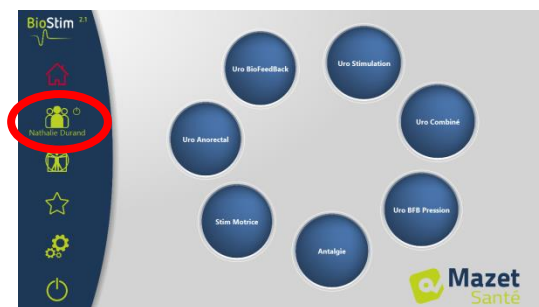 BioStim 2.1
Nathalie Durand
Uro BioFeedBack
Uro Stimulation
Uro Combiné
Uro Anorectal
Stim Motrice
Uro BFB Pression
Antalgie
Mazet
Santé